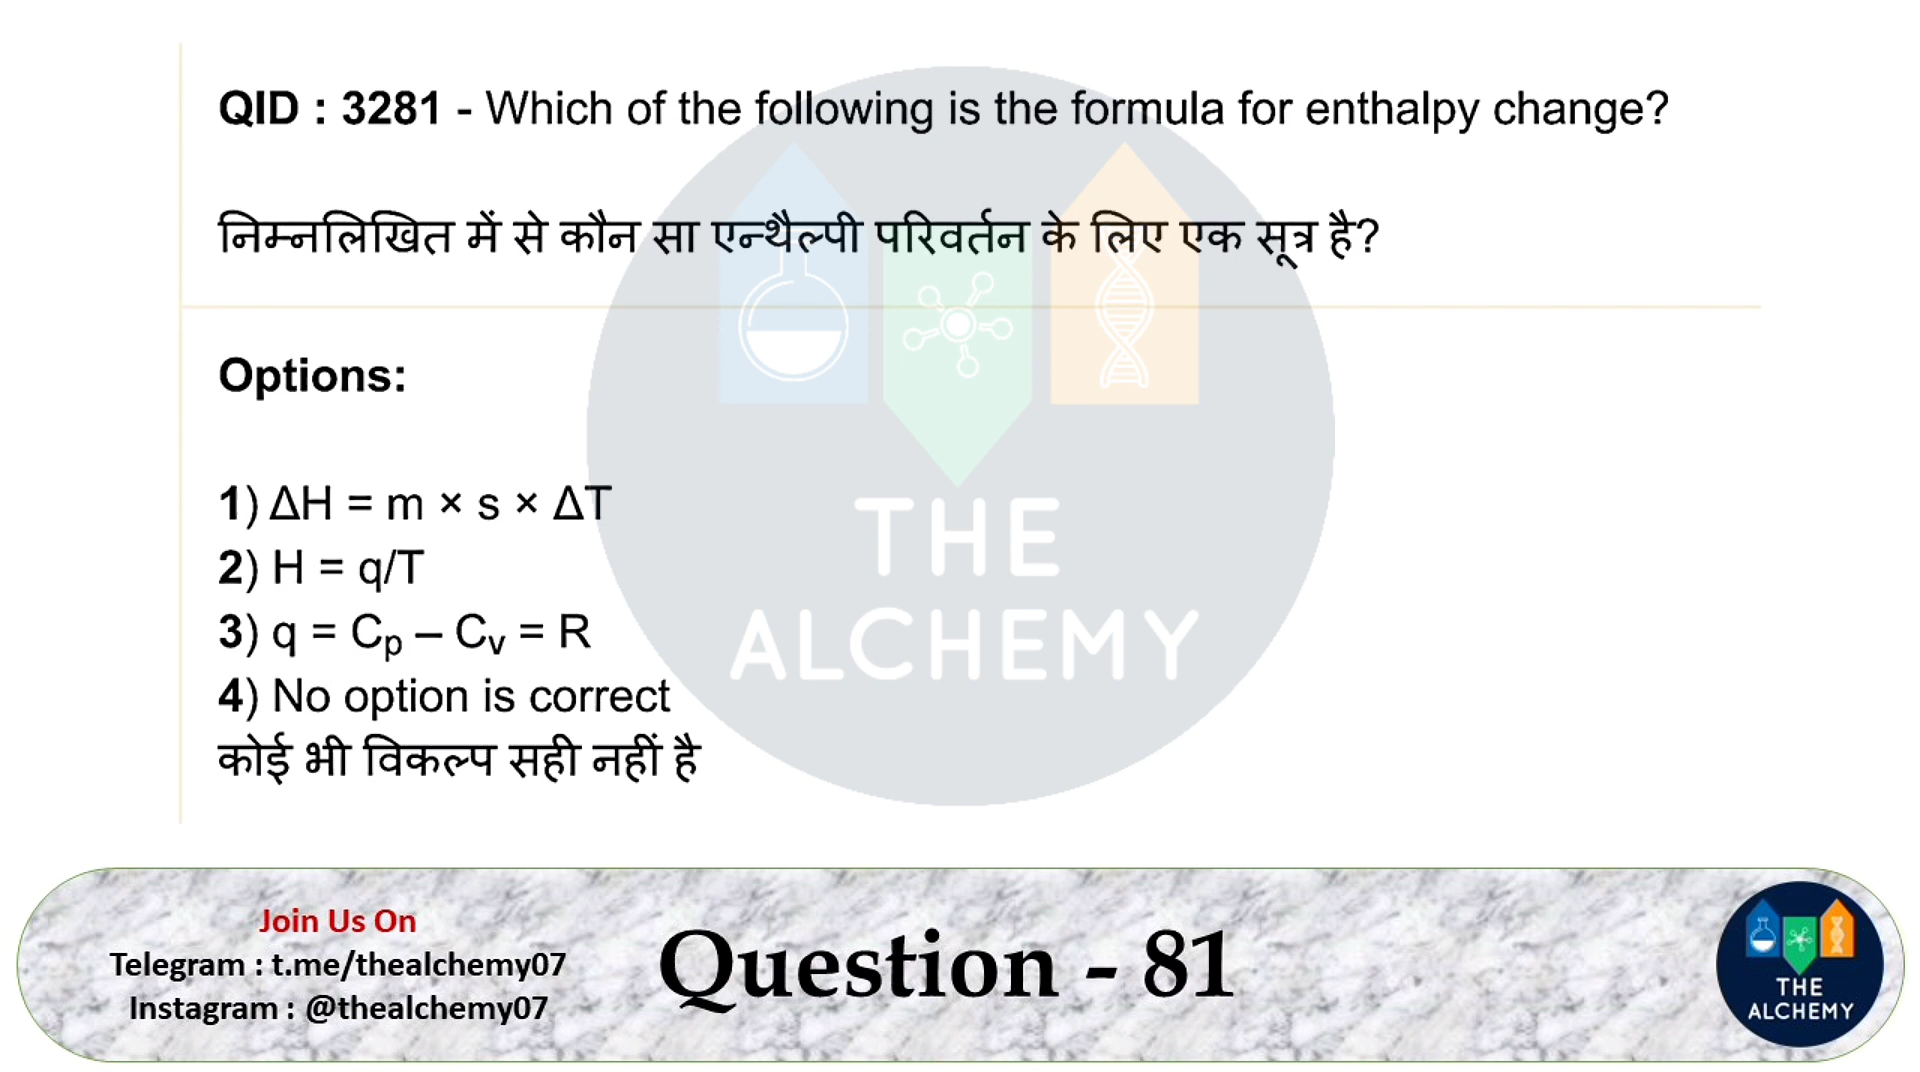 QID : 3281 - Which of the following is the formula for enthalpy change?
निम्नलिखित में से कौन सा एन्थैल्पी परिवर्तन के लिए एक सूत्र है?
Options:
1) ΔH = m × s × ΔT
2) H = q/T
3) q = Cₚ – Cᵥ = R
4) No option is correct
कोई भी विकल्प सही नहीं है
THE
ALCHEMY
Join Us On
Telegram : t.me/thealchemy07
Instagram : @thealchemy07
Question - 81
THE
ALCHEMY